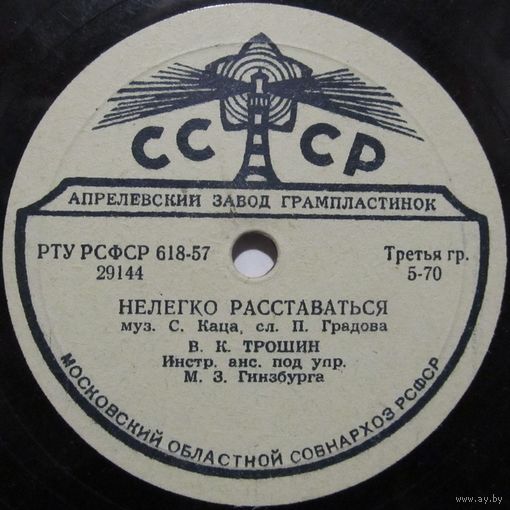 СССР
АПРЕЛЕВСКИЙ ЗАВОД ГРАМПЛАСТИНОК
РТУ РСФСР 618-57
29144
Третья гр.
5-70
НЕЛЕГКО РАССТАВАТЬСЯ
муз. С. Каца, сл. П. Градова
В. К. ТРОШИН
Инстр. анс. под упр.
М. З. Гинзбурга
МОСКОВСКИЙ ОБЛАСТНОЙ СОВНАРХОЗ РСФСР
www.ay.by